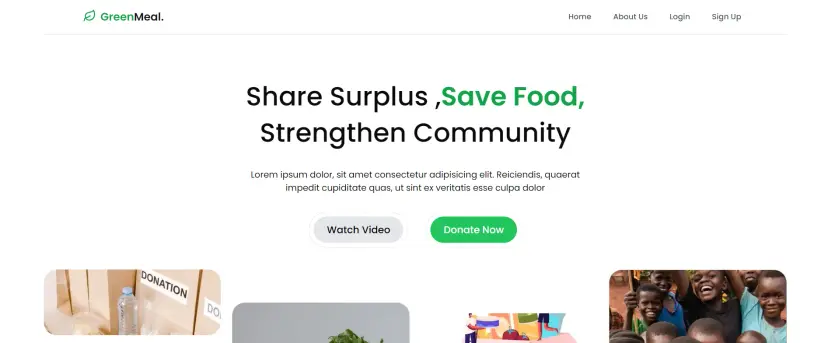 GreenMeal.
Home About Us Login Sign Up
Share Surplus ,Save Food,
Strengthen Community
Lorem ipsum dolor, sit amet consectetur adipisicing elit. Reiciendis, quaerat
impedit cupiditate quas, ut sint ex veritatis esse culpa dolor
Watch Video
Donate Now
DONATION
DO